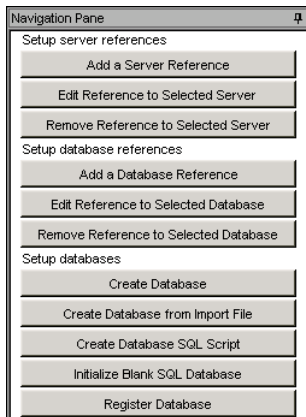 Navigation Pane
Setup server references
Add a Server Reference
Edit Reference to Selected Server
Remove Reference to Selected Server
Setup database references
Add a Database Reference
Edit Reference to Selected Database
Remove Reference to Selected Database
Setup databases
Create Database
Create Database from Import File
Create Database SQL Script
Initialize Blank SQL Database
Register Database